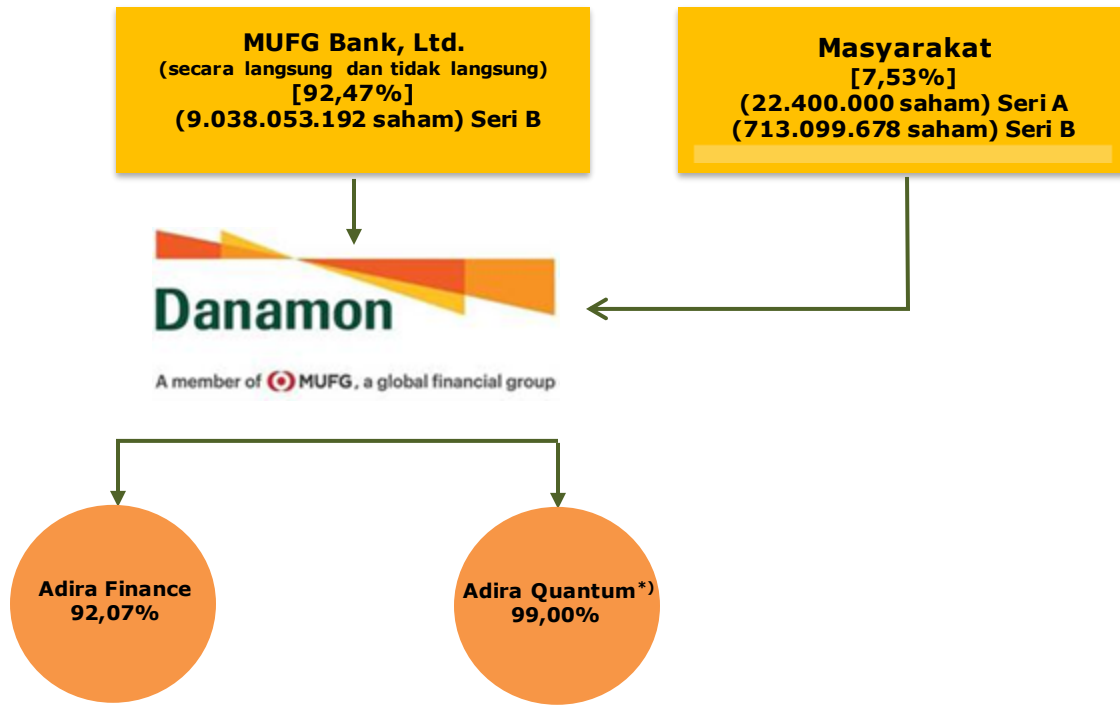 MUFG Bank, Ltd.
(secara langsung dan tidak langsung)
[92,47%]
(9.038.053.192 saham) Seri B
Masyarakat
[7,53%]
(22.400.000 saham) Seri A
(713.099.678 saham) Seri B
Danamon
A member of MUFG, a global financial group
Adira Finance
92,07%
Adira Quantum*)
99,00%